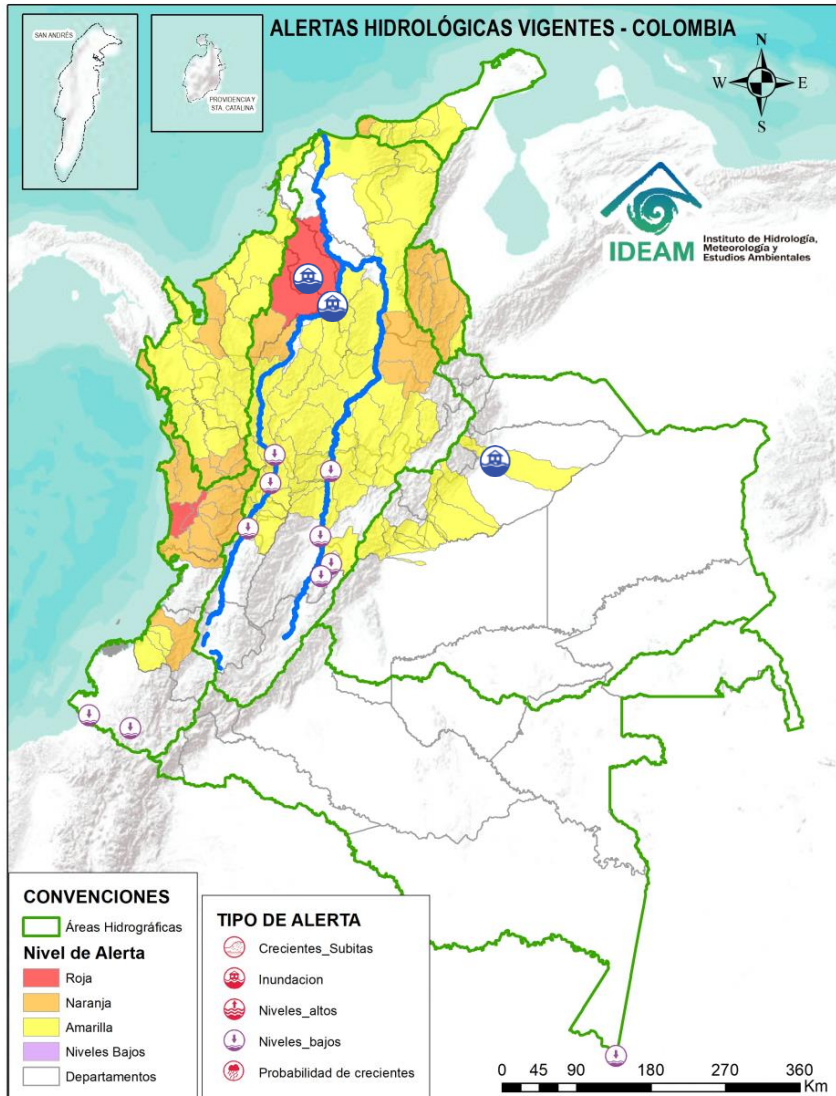 ALERTAS HIDROLÓGICAS VIGENTES - COLOMBIA
SAN ANDRÉS
PROVIDENCIA Y
STA. CATALINA
N
W
E
S
IDEAM
Instituto de Hidrología,
Meteorología y
Estudios Ambientales
CONVENCIONES
Áreas Hidrográficas
Nivel de Alerta
Roja
Naranja
Amarilla
Niveles Bajos
Departamentos
TIPO DE ALERTA
Crecientes_Subitas
Inundacion
Niveles_altos
Niveles_bajos
Probabilidad de crecientes
0 45 90 180 270 360
Km